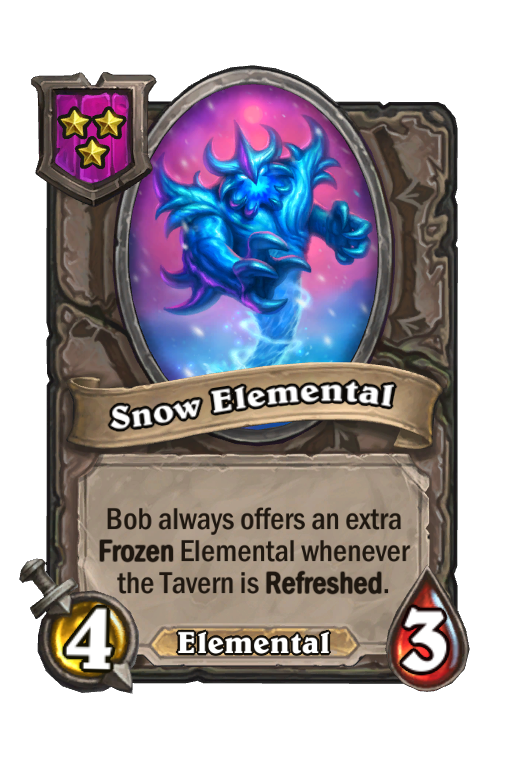 Snow Elemental
Bob always offers an extra
Frozen Elemental whenever
the Tavern is Refreshed.
4
Elemental
3